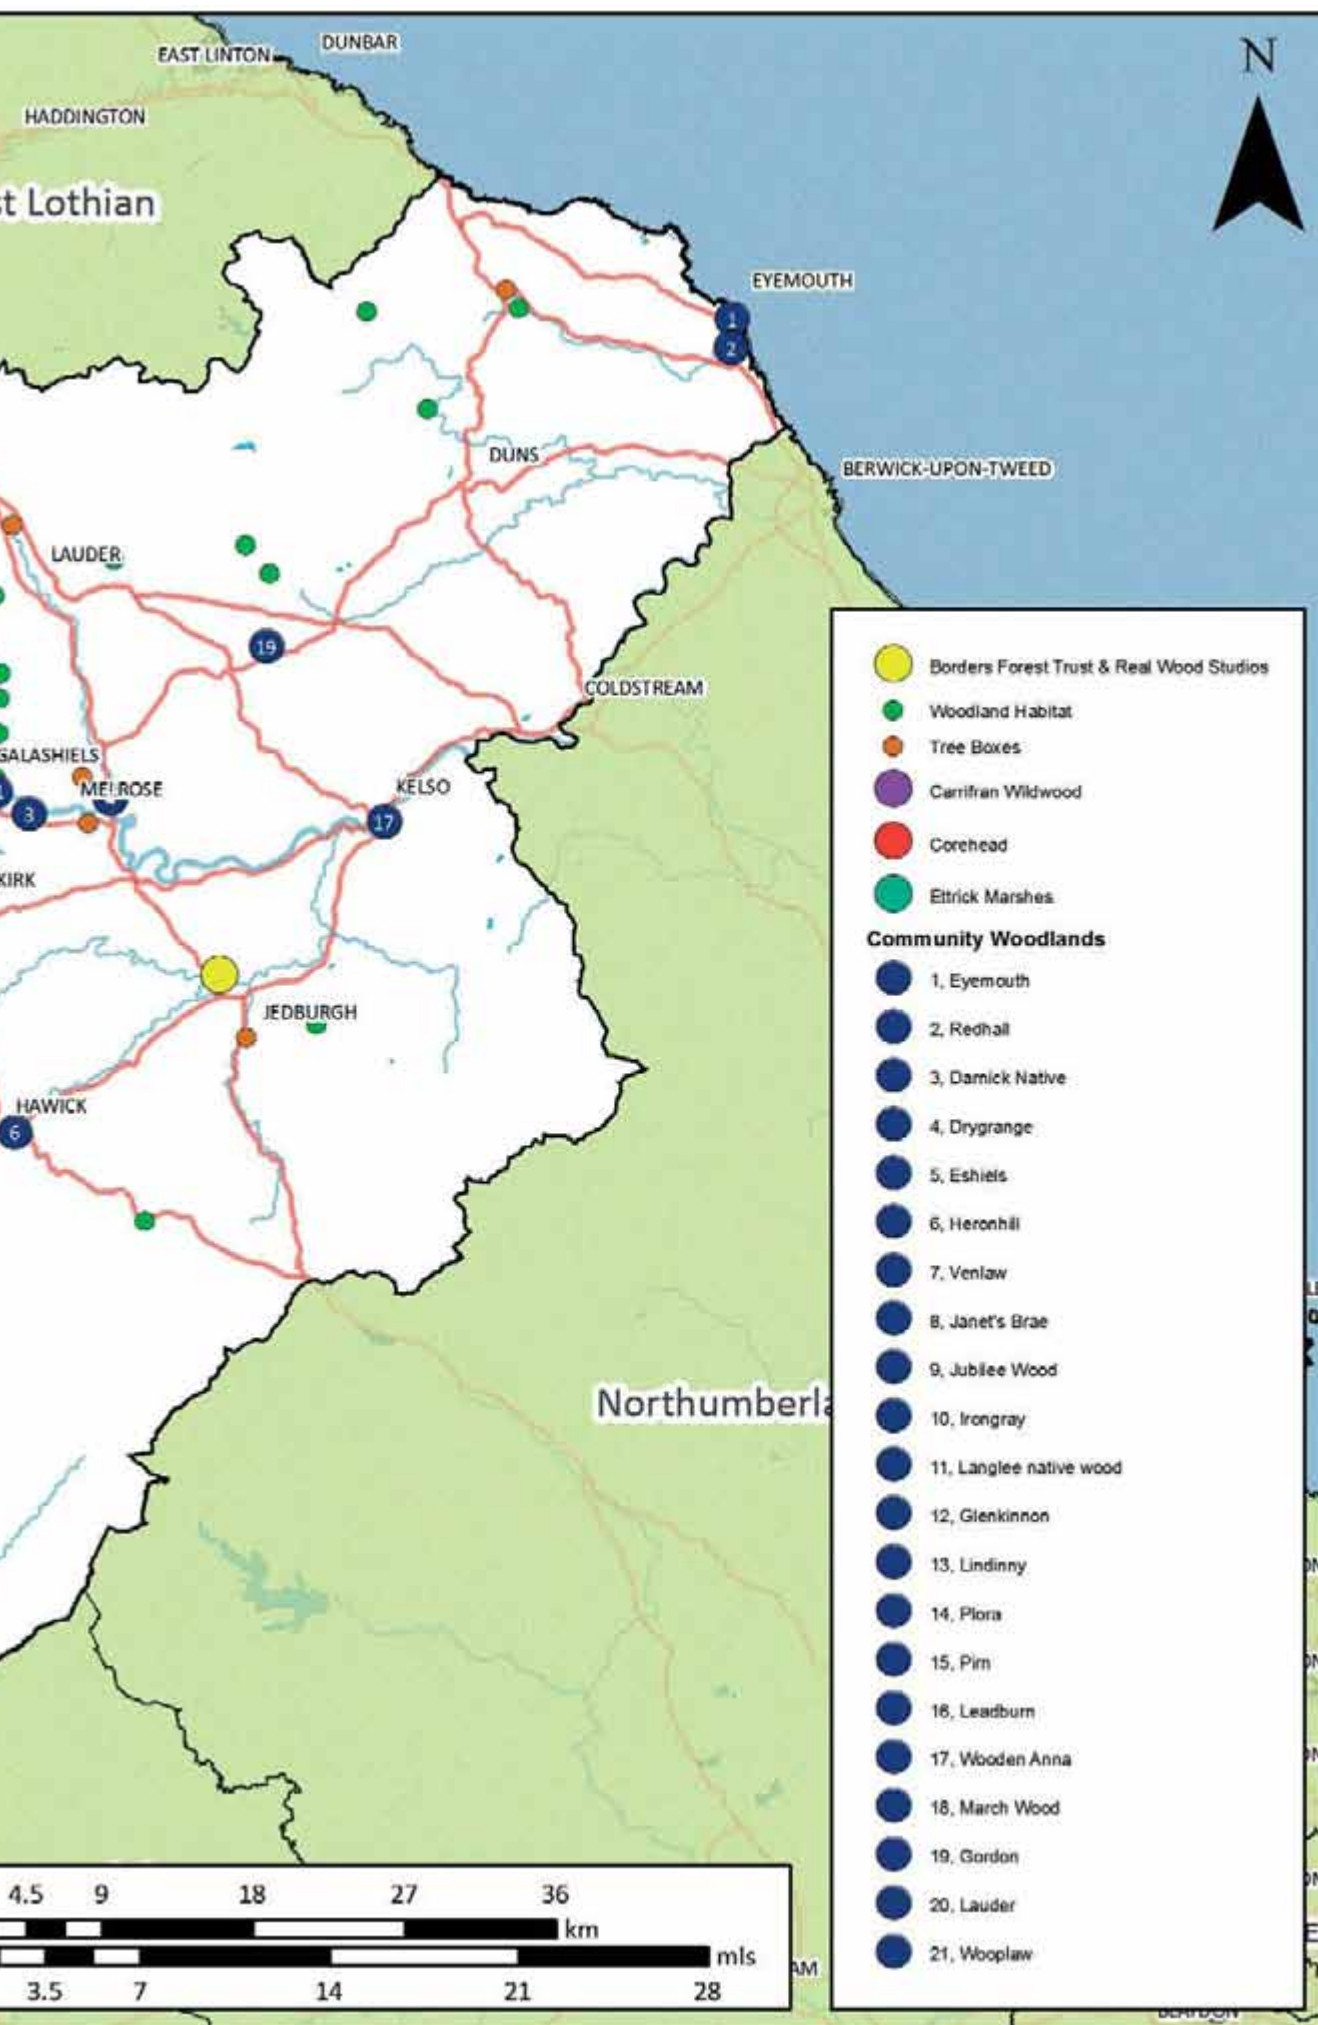 DUNBAR
EAST LINTON
N
HADDINGTON
st Lothian
EYEMOUTH
1
2
DUNS
BERWICK-UPON-TWEED
LAUDER
19
COLDSTREAM
GALASHIELS
MELROSE
KELSO
3
17
KIRK
JEDBURGH
HAWICK
6
Northumberla
Borders Forest Trust & Real Wood Studios
Woodland Habitat
Tree Boxes
Carrifran Wildwood
Corehead
Ettrick Marshes
Community Woodlands
1, Eyemouth
2, Redhall
3, Darnick Native
4, Drygrange
5, Eshiels
6, Heronhill
7, Venlaw
8, Janet's Brae
9, Jubilee Wood
10, Irongray
11, Langlee native wood
12, Glenkinnon
13, Lindinny
14, Plora
15, Pirn
16, Leadburn
17, Wooden Anna
18, March Wood
19, Gordon
20, Lauder
21, Wooplaw
4.5 9 18 27 36
km
mls
3.5 7 14 21 28
AM